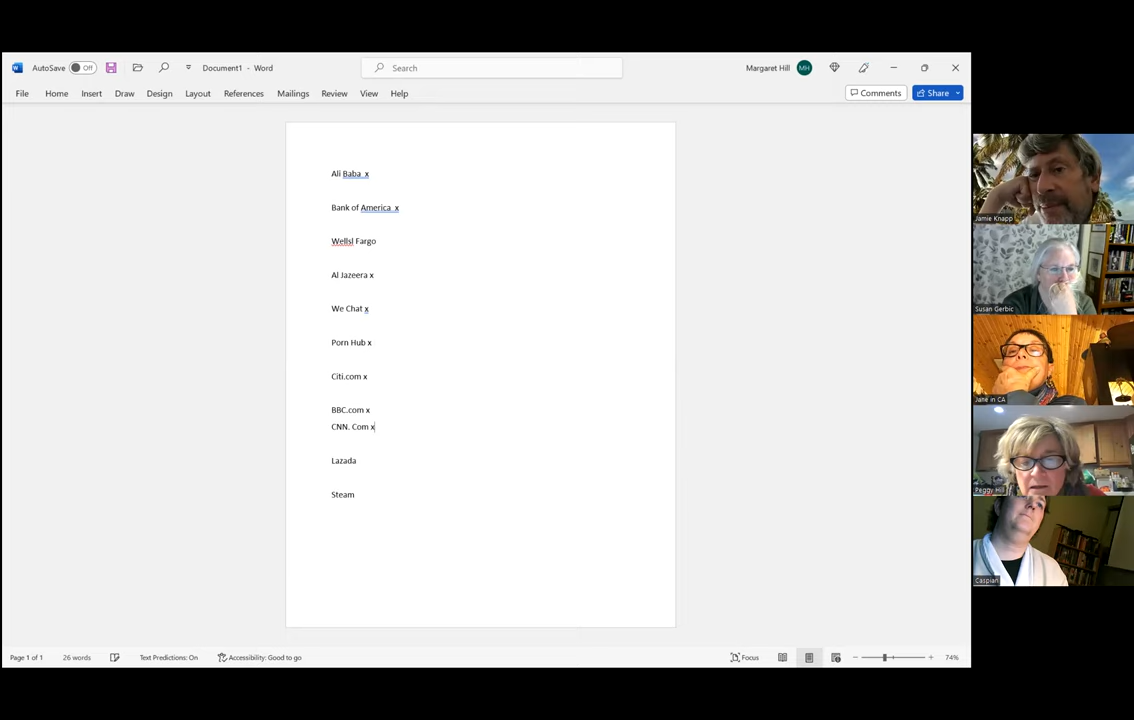 AutoSave Off Document1 - Word Search Margaret Hill MH
File Home Insert Draw Design Layout References Mailings Review View Help Comments Share
Ali Baba x
Bank of America x
Wellsl Fargo
Al Jazeera x
We Chat x
Porn Hub x
Citi.com x
BBC.com x
CNN. Com x
Lazada
Steam
Jamie Knapp
Susan Gerbic
Jane in CA
Peggy Hill
Caspian
Page 1 of 1 26 words Text Predictions: On Accessibility: Good to go Focus 74%